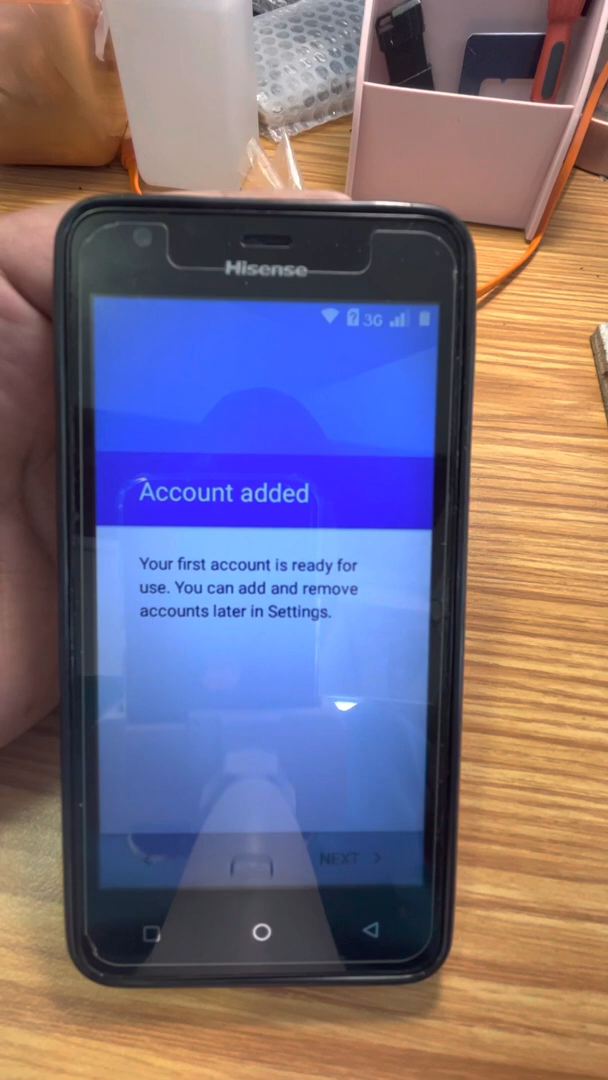 Hisense
3G
Account added
Your first account is ready for
use. You can add and remove
accounts later in Settings.
NEXT